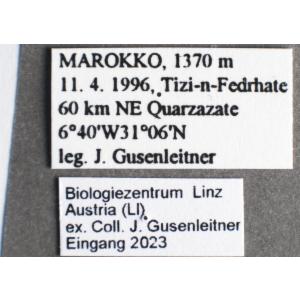 MAROKKO, 1370 m
11. 4. 1996, Tizi-n-Fedrhate
60 km NE Quarzazate
6°40'W31°06'N
leg. J. Gusenleitner
Biologiezentrum Linz
Austria (LI)
ex. Coll. J. Gusenleitner
Eingang 2023